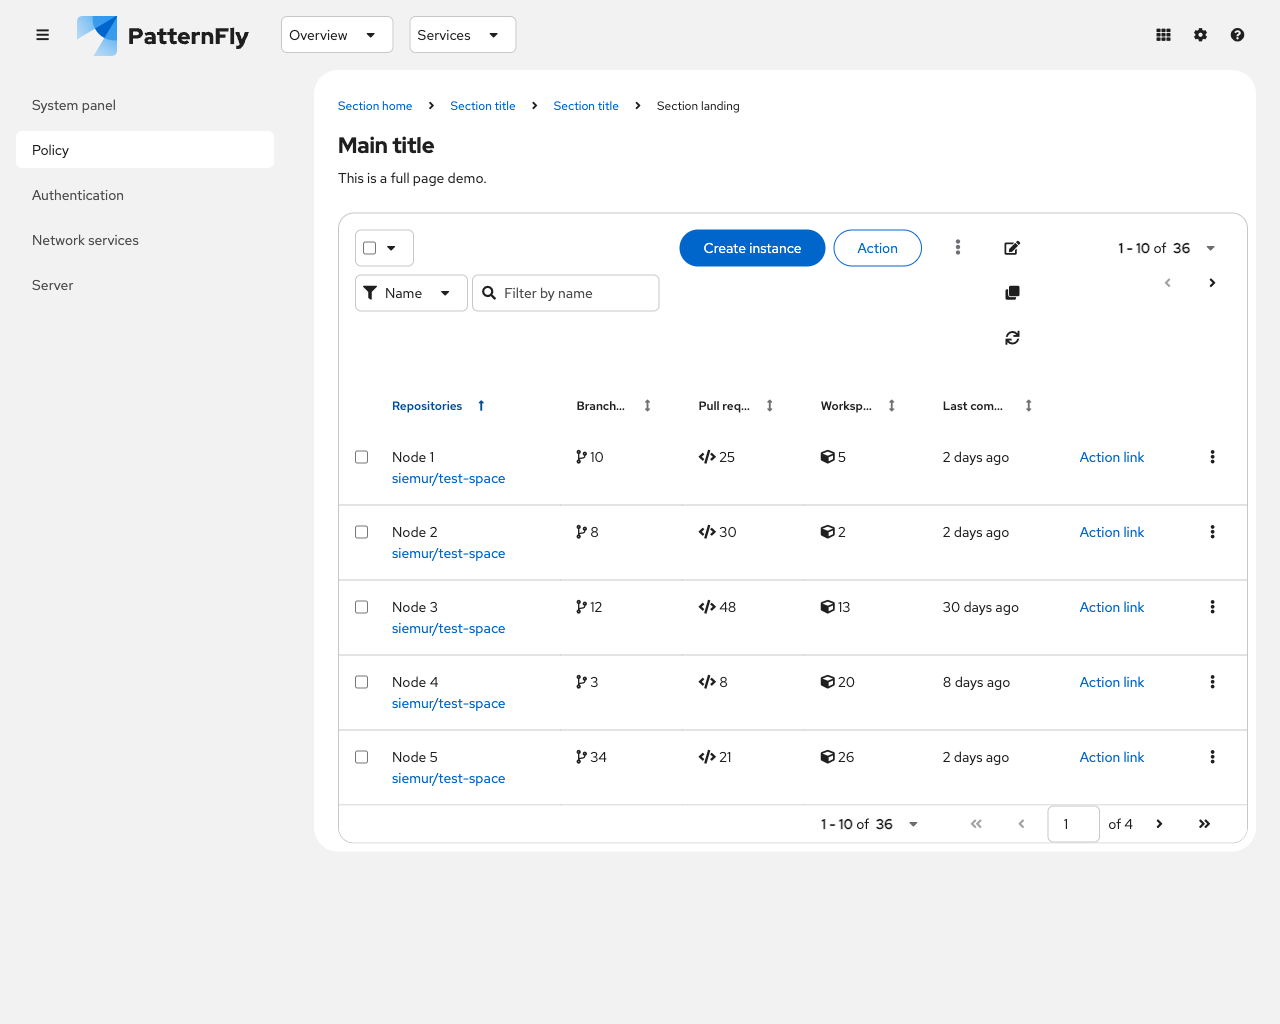 PatternFly Overview Services
System panel
Policy
Authentication
Network services
Server
Section home Section title Section title Section landing
Main title
This is a full page demo.
Create instance Action 1 - 10 of 36
Name Filter by name
Repositories Branch... Pull req... Worksp... Last com...
Node 1 10 25 5 2 days ago Action link
siemur/test-space
Node 2 8 30 2 2 days ago Action link
siemur/test-space
Node 3 12 48 13 30 days ago Action link
siemur/test-space
Node 4 3 8 20 8 days ago Action link
siemur/test-space
Node 5 34 21 26 2 days ago Action link
siemur/test-space
1 - 10 of 36 1 of 4